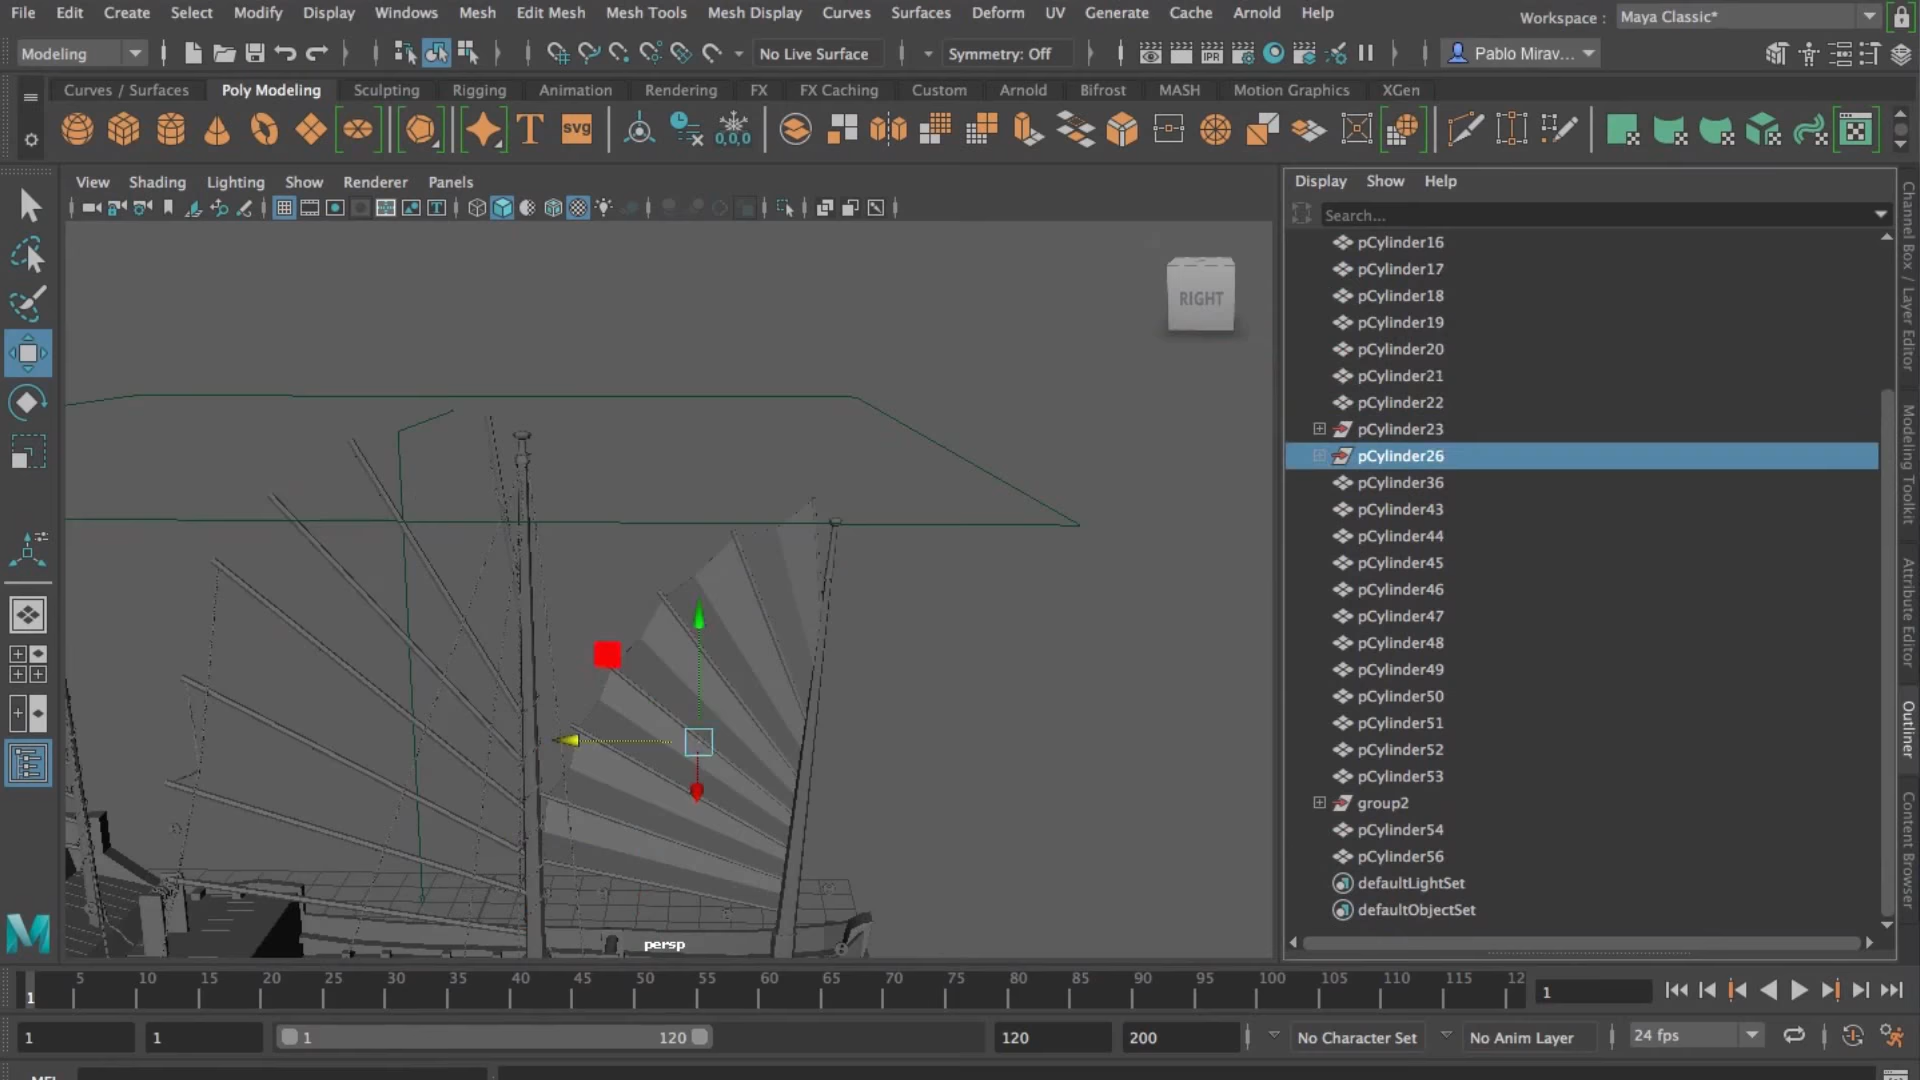 File Edit Create Select Modify Display Windows Mesh Edit Mesh Mesh Tools Mesh Display Curves Surfaces Deform UV Generate Cache Arnold Help
Workspace : Maya Classic*
Modeling No Live Surface Symmetry: Off IPR Pablo Mirav...
Curves / Surfaces Poly Modeling Sculpting Rigging Animation Rendering FX FX Caching Custom Arnold Bifrost MASH Motion Graphics XGen
T SVG 0,0,0
View Shading Lighting Show Renderer Panels
RIGHT
persp
Display Show Help
Search...
pCylinder16
pCylinder17
pCylinder18
pCylinder19
pCylinder20
pCylinder21
pCylinder22
pCylinder23
pCylinder26
pCylinder36
pCylinder43
pCylinder44
pCylinder45
pCylinder46
pCylinder47
pCylinder48
pCylinder49
pCylinder50
pCylinder51
pCylinder52
pCylinder53
group2
pCylinder54
pCylinder56
defaultLightSet
defaultObjectSet
Channel Box / Layer Editor
Modeling Toolkit
Attribute Editor
Outliner
Content Browser
M
5 10 15 20 25 30 35 40 45 50 55 60 65 70 75 80 85 90 95 100 105 110 115 12
1 1
1 1 1 120 120 200 No Character Set No Anim Layer 24 fps
MEL